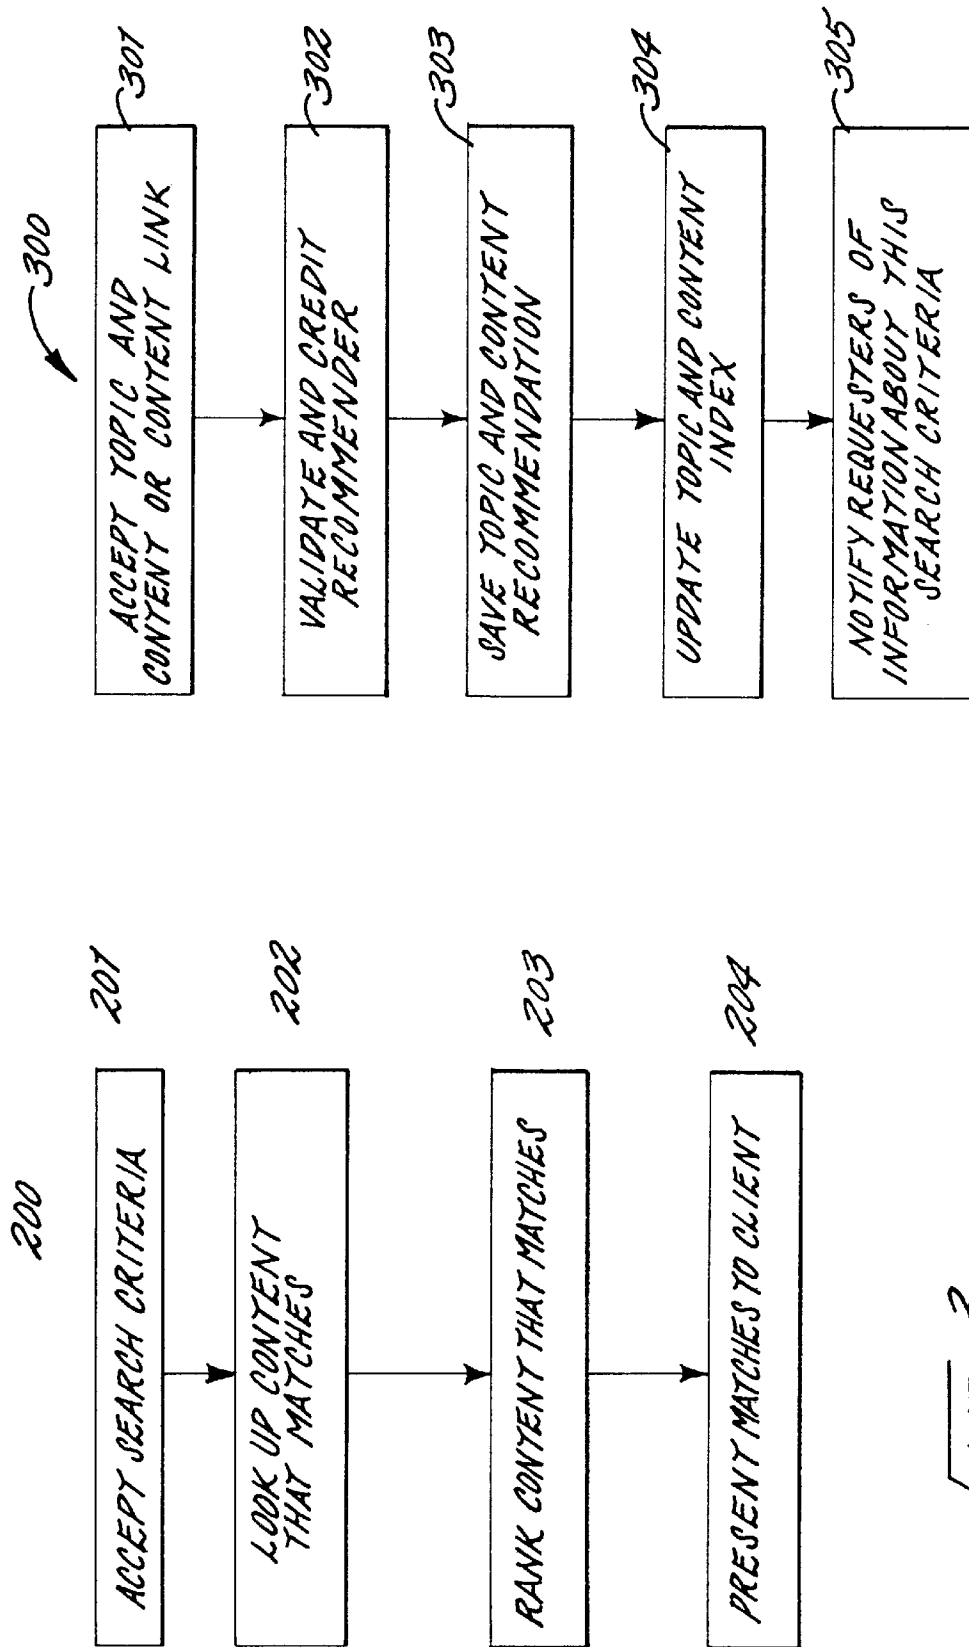 200
ACCEPT SEARCH CRITERIA
201
LOOK UP CONTENT
THAT MATCHES
202
RANK CONTENT THAT MATCHES
203
PRESENT MATCHES TO CLIENT
204
300
ACCEPT TOPIC AND
CONTENT OR CONTENT LINK
301
VALIDATE AND CREDIT
RECOMMENDER
302
SAVE TOPIC AND CONTENT
RECOMMENDATION
303
UPDATE TOPIC AND CONTENT
INDEX
304
NOTIFY REQUESTERS OF
INFORMATION ABOUT THIS
SEARCH CRITERIA
305